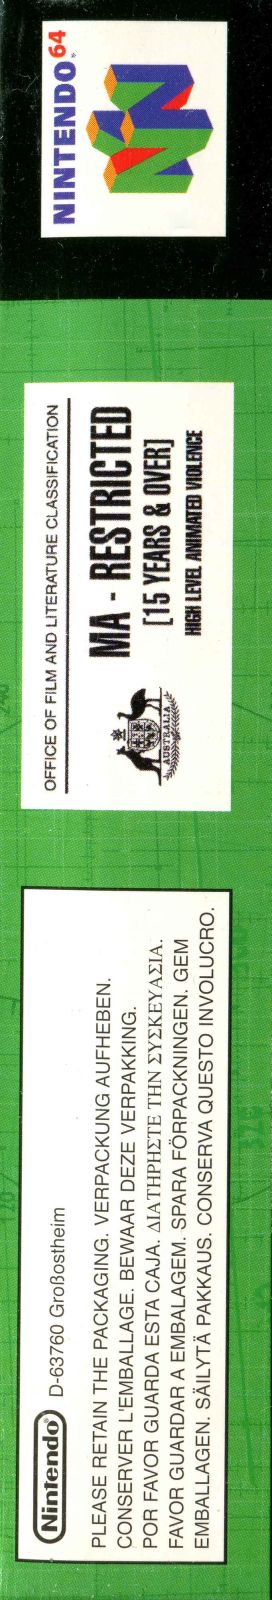 Nintendo®
D-63760 Großostheim
PLEASE RETAIN THE PACKAGING. VERPACKUNG AUFHEBEN.
CONSERVER L'EMBALLAGE. BEWAAR DEZE VERPAKKING.
POR FAVOR GUARDA ESTA CAJA. ΔΙΑΤΗΡΗΣΤΕ ΤΗΝ ΣΥΣΚΕΥΑΣΙΑ.
FAVOR GUARDAR A EMBALAGEM. SPARA FÖRPACKNINGEN. GEM
EMBALLAGEN. SÄILYTÄ PAKKAUS. CONSERVA QUESTO INVOLUCRO.
OFFICE OF FILM AND LITERATURE CLASSIFICATION
MA - RESTRICTED
[15 YEARS & OVER]
HIGH LEVEL ANIMATED VIOLENCE
AUSTRALIA
NINTENDO® 64